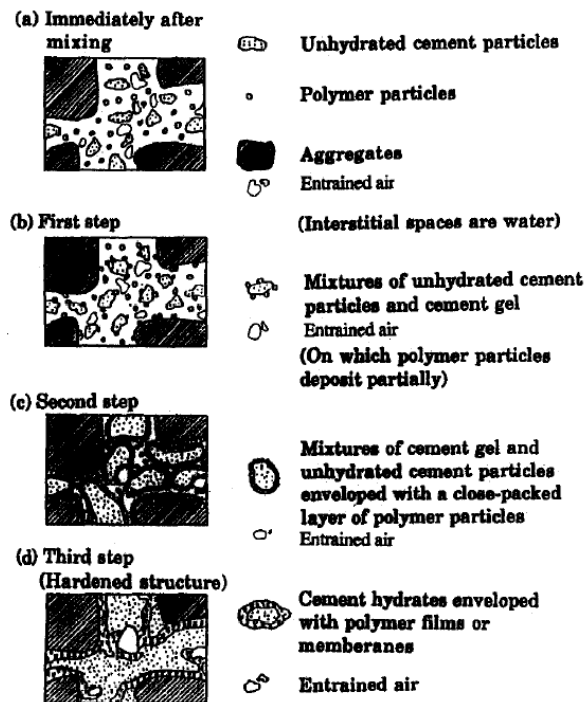 (a) Immediately after
mixing
Unhydrated cement particles
Polymer particles
Aggregates
Entrained air
(Interstitial spaces are water)
(b) First step
Mixtures of unhydrated cement
particles and cement gel
Entrained air
(On which polymer particles
deposit partially)
(c) Second step
Mixtures of cement gel and
unhydrated cement particles
enveloped with a close-packed
layer of polymer particles
Entrained air
(d) Third step
(Hardened structure)
Cement hydrates enveloped
with polymer films or
memberanes
Entrained air